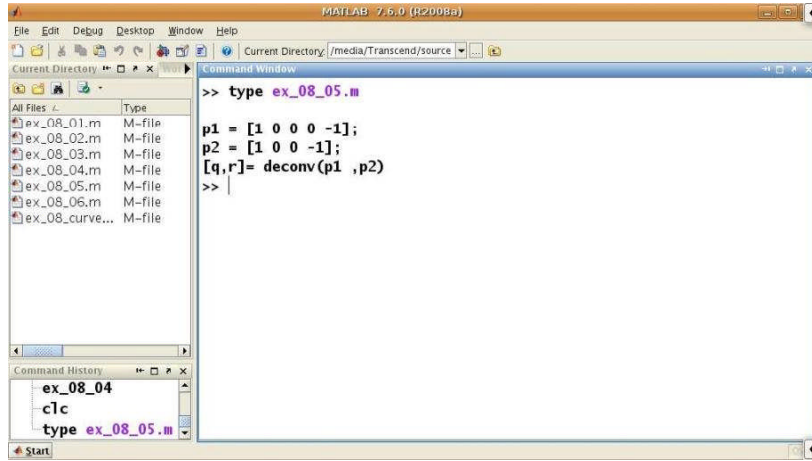 MATLAB 7.6.0 (R2008a)
File Edit Debug Desktop Window Help
Current Directory: /media/Transcend/source
Current Directory
Command Window
All Files Type
ex_08_01.m M-file
ex_08_02.m M-file
ex_08_03.m M-file
ex_08_04.m M-file
ex_08_05.m M-file
ex_08_06.m M-file
ex_08_curve... M-file
>> type ex_08_05.m
p1 = [1 0 0 0 -1];
p2 = [1 0 0 -1];
[q,r]= deconv(p1 ,p2)
>>
Command History
ex_08_04
clc
type ex_08_05.m
Start